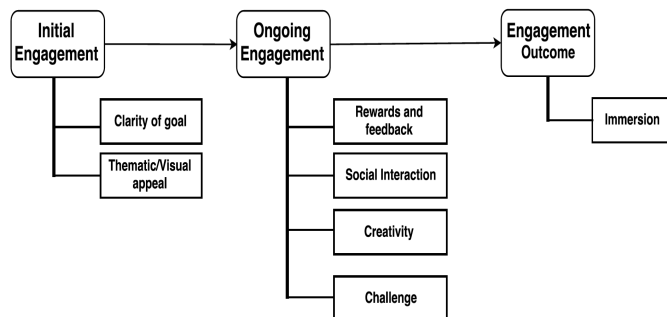 Initial
Engagement
Ongoing
Engagement
Engagement
Outcome
Clarity of goal
Thematic/Visual
appeal
Rewards and
feedback
Social Interaction
Creativity
Challenge
Immersion